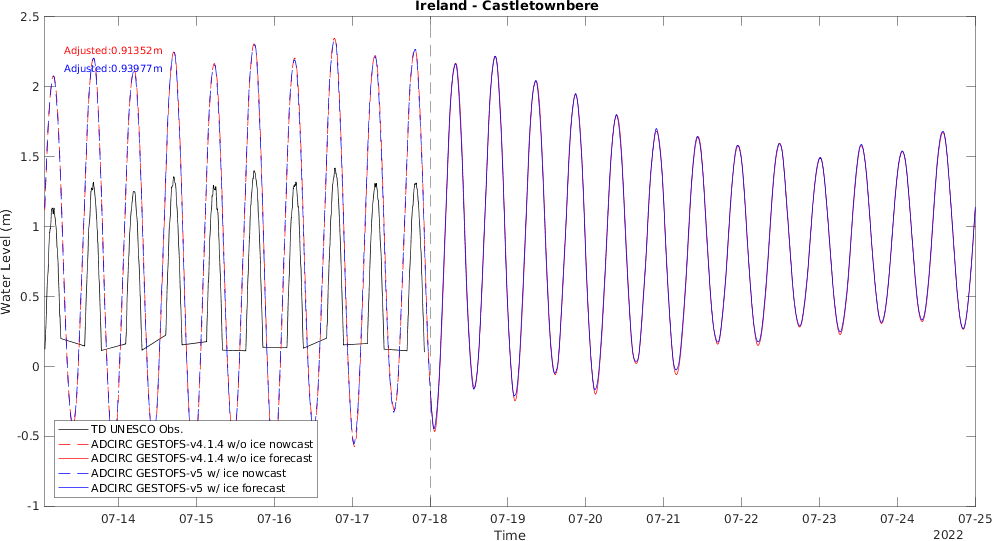 Ireland - Castletownbere
Adjusted:0.91352m
Adjusted:0.93977m
Water Level (m)
2.5
2
1.5
1
0.5
0
-0.5
-1
TD UNESCO Obs.
ADCIRC GESTOFS-v4.1.4 w/o ice nowcast
ADCIRC GESTOFS-v4.1.4 w/o ice forecast
ADCIRC GESTOFS-v5 w/ ice nowcast
ADCIRC GESTOFS-v5 w/ ice forecast
07-14 07-15 07-16 07-17 07-18 07-19 07-20 07-21 07-22 07-23 07-24 07-25
Time
2022